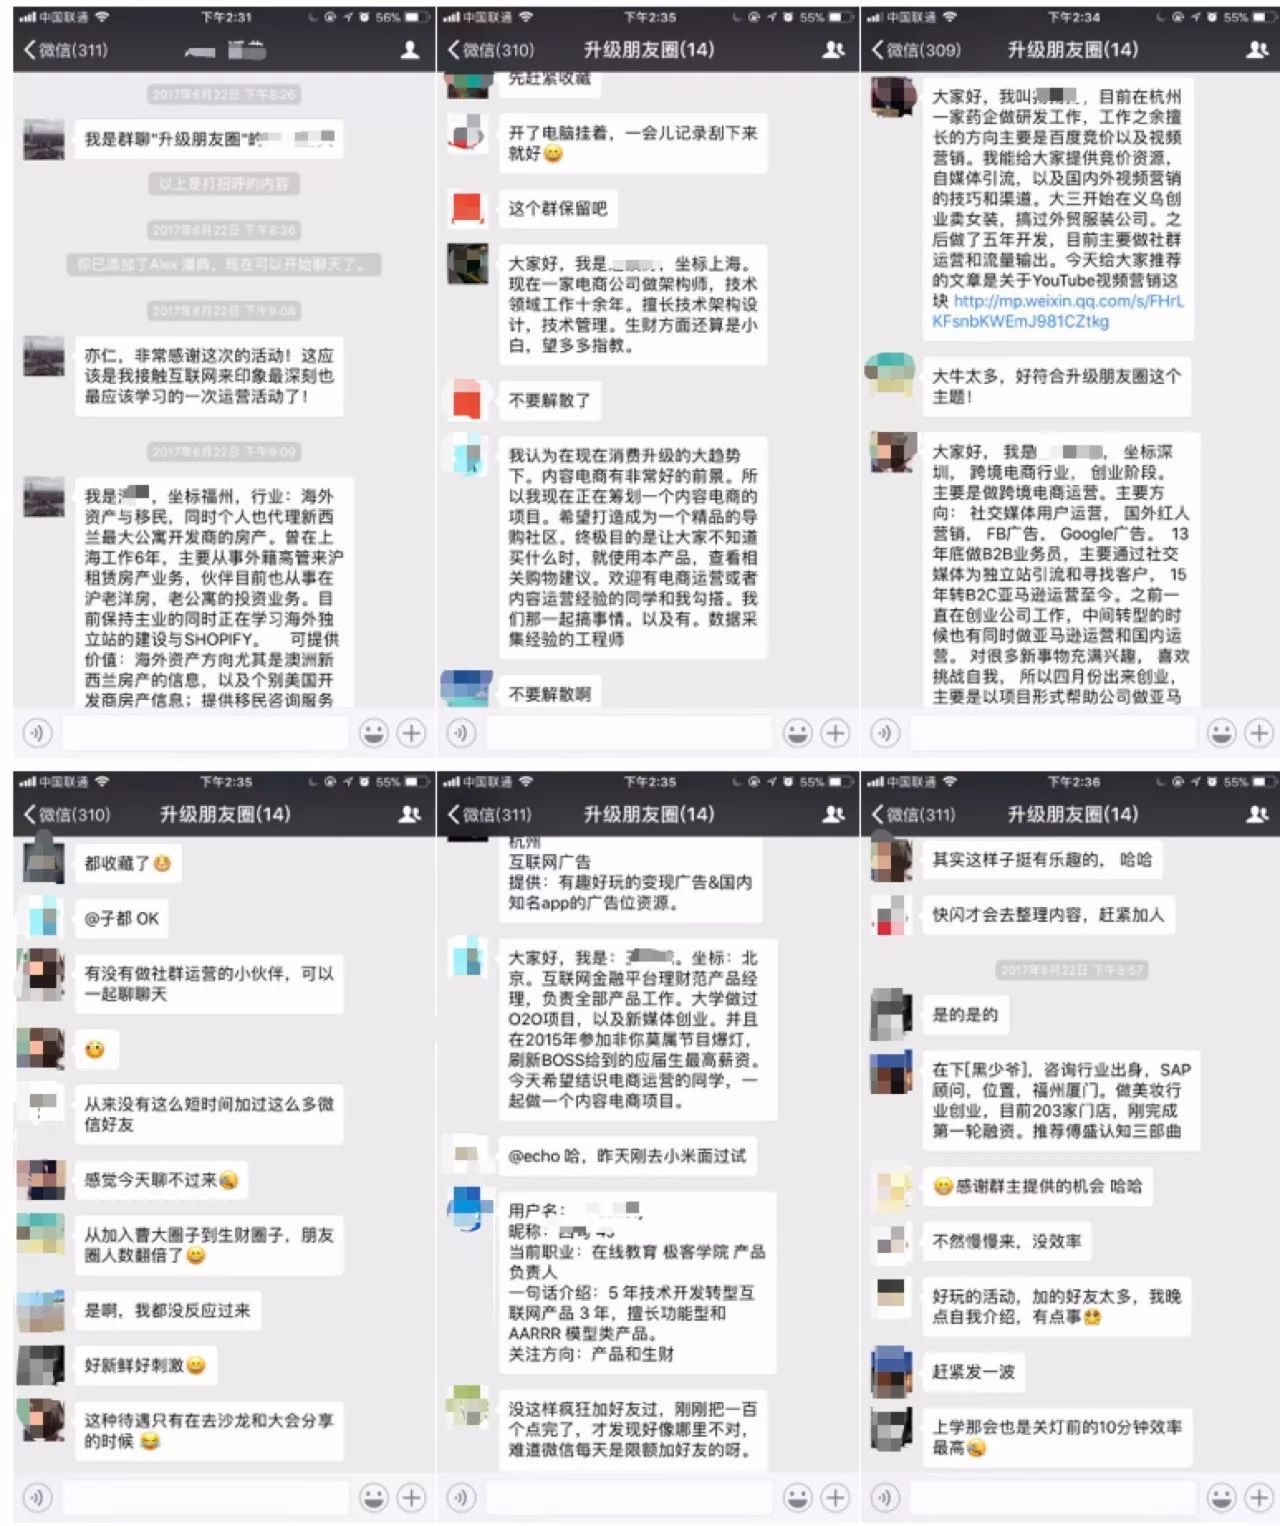 中国联通 下午2:31 56%
微信(311)
2017年6月22日 下午8:26
我是群聊"升级朋友圈"的
以上是打招呼的内容
2017年6月22日 下午8:36
你已添加了Alex 潘典，现在可以开始聊天了。
2017年6月22日 下午9:08
亦仁，非常感谢这次的活动！这应
该是我接触互联网来印象最深刻也
最应该学习的一次运营活动了！
2017年6月22日 下午9:09
我是 ，坐标福州，行业：海外
资产与移民，同时个人也代理新西
兰最大公寓开发商的房产。曾在上
海工作6年，主要从事外籍高管来沪
租赁房产业务，伙伴目前也从事在
沪老洋房，老公寓的投资业务。目
前保持主业的同时正在学习海外独
立站的建设与SHOPIFY。 可提供
价值：海外资产方向尤其是澳洲新
西兰房产的信息，以及个别美国开
发商房产信息；提供移民咨询服务
中国联通 下午2:35 55%
微信(310) 升级朋友圈(14)
先赶紧收藏
开了电脑挂着，一会儿记录刮下来
就好
这个群保留吧
大家好，我是 ，坐标上海。
现在一家电商公司做架构师，技术
领域工作十余年。擅长技术架构设
计，技术管理。生财方面还算是小
白，望多多指教。
不要解散了
我认为在现在消费升级的大趋势
下。内容电商有非常好的前景。所
以我现在正在筹划一个内容电商的
项目。希望打造成为一个精品的导
购社区。终极目的是让大家不知道
买什么时，就使用本产品，查看相
关购物建议。欢迎有电商运营或者
内容运营经验的同学和我勾搭。我
们那一起搞事情。以及有。数据采
集经验的工程师
不要解散啊
中国联通 下午2:34 55%
微信(309) 升级朋友圈(14)
大家好，我叫 ，目前在杭州
一家药企做研发工作，工作之余擅
长的方向主要是百度竞价以及视频
营销。我能给大家提供竞价资源，
自媒体引流，以及国内外视频营销
的技巧和渠道。大三开始在义乌创
业卖女装，搞过外贸服装公司。之
后做了五年开发，目前主要做社群
运营和流量输出。今天给大家推荐
的文章是关于YouTube视频营销这
块 http://mp.weixin.qq.com/s/FHrL
KFsnbKWEmJ981CZtkg
大牛太多，好符合升级朋友圈这个
主题！
大家好，我是 ， 坐标深
圳， 跨境电商行业， 创业阶段。
主要是做跨境电商运营。主要方
向： 社交媒体用户运营， 国外红人
营销， FB广告， Google广告。 13
年底做B2B业务员，主要通过社交
媒体为独立站引流和寻找客户， 15
年转B2C亚马逊运营至今。之前一
直在创业公司工作，中间转型的时
候也有同时做亚马逊运营和国内运
营。 对很多新事物充满兴趣， 喜欢
挑战自我， 所以四月份出来创业，
主要是以项目形式帮助公司做亚马
中国联通 下午2:35 55%
微信(310) 升级朋友圈(14)
都收藏了
@子都 OK
有没有做社群运营的小伙伴，可以
一起聊聊天
从来没有这么短时间加过这么多微
信好友
感觉今天聊不过来
从加入曹大圈子到生财圈子，朋友
圈人数翻倍了
是啊，我都没反应过来
好新鲜好刺激
这种待遇只有在去沙龙和大会分享
的时候
中国联通 下午2:35 55%
微信(311) 升级朋友圈(14)
杭州
互联网广告
提供：有趣好玩的变现广告&国内
知名app的广告位资源。
大家好，我是： 。坐标：北
京。互联网金融平台理财范产品经
理，负责全部产品工作。大学做过
O2O项目，以及新媒体创业。并且
在2015年参加非你莫属节目爆灯，
刷新BOSS给到的应届生最高薪资。
今天希望结识电商运营的同学，一
起做一个内容电商项目。
@echo 哈，昨天刚去小米面过试
用户名：
昵称：
当前职业：在线教育 极客学院 产品
负责人
一句话介绍：5 年技术开发转型互
联网产品 3 年，擅长功能型和
AARRR 模型类产品。
关注方向：产品和生财
没这样疯狂加好友过，刚刚把一百
个点完了，才发现好像哪里不对，
难道微信每天是限额加好友的呀。
中国联通 下午2:36 55%
微信(311) 升级朋友圈(14)
其实这样子挺有乐趣的， 哈哈
快闪才会去整理内容，赶紧加人
2017年6月22日 下午8:57
是的是的
在下[黑少爷]，咨询行业出身，SAP
顾问，位置，福州厦门。做美妆行
业创业，目前203家门店，刚完成
第一轮融资。推荐傅盛认知三部曲
感谢群主提供的机会 哈哈
不然慢慢来，没效率
好玩的活动，加的好友太多，我晚
点自我介绍，有点事
赶紧发一波
上学那会也是关灯前的10分钟效率
最高